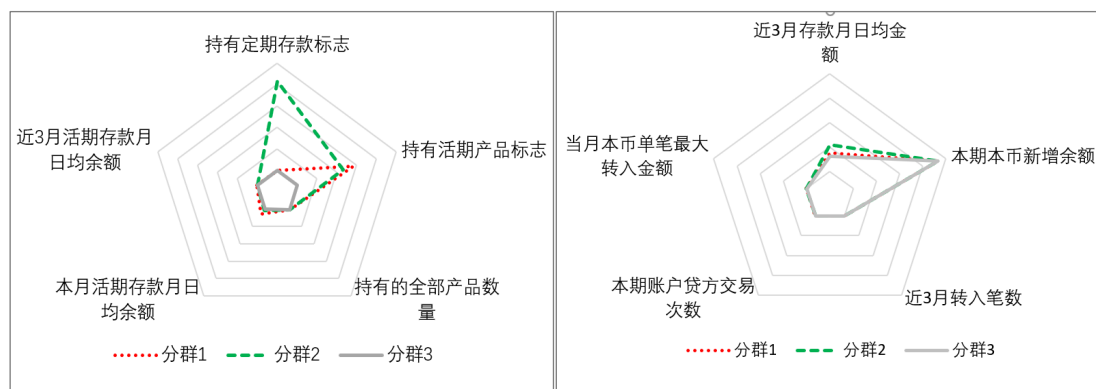 持有定期存款标志
近3月活期存款月
日均余额
持有活期产品标志
本月活期存款月日
均余额
持有的全部产品数
量
分群1 分群2 分群3
近3月存款月日均金
额
当月本币单笔最大
转入金额
本期本币新增余额
本期账户贷方交易
次数
近3月转入笔数
分群1 分群2 分群3